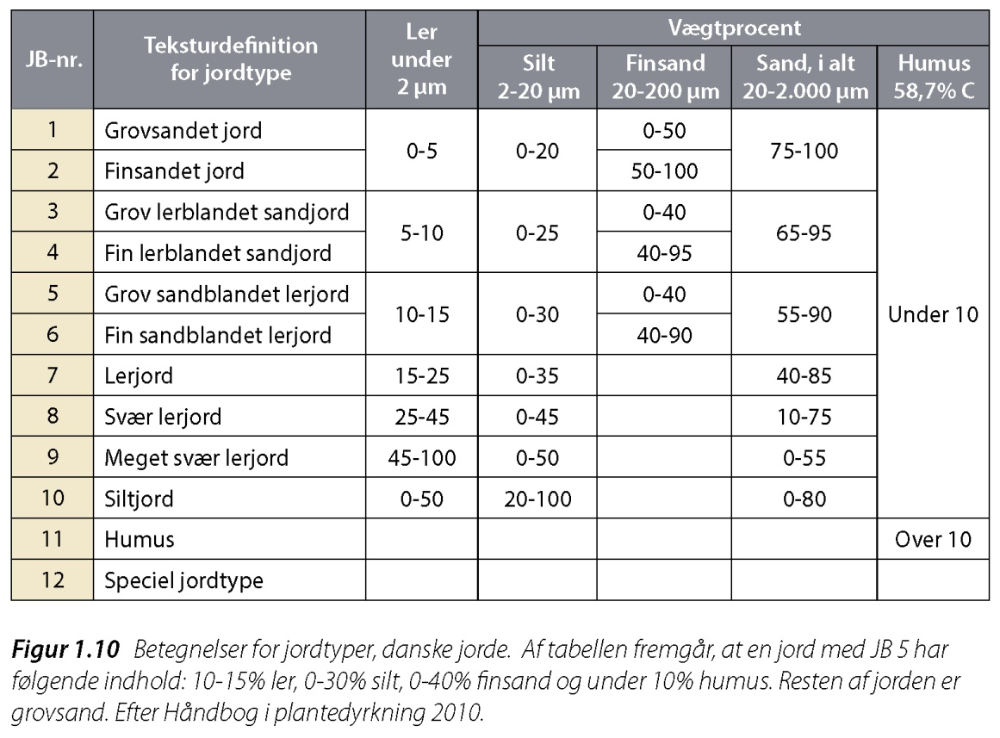 JB-nr. Teksturdefinition for jordtype Ler under 2 µm Vægtprocent
Silt 2-20 µm Finsand 20-200 µm Sand, i alt 20-2.000 µm Humus 58,7% C
1 Grovsandet jord 0-5 0-20 0-50 75-100 Under 10
2 Finsandet jord 50-100
3 Grov lerblandet sandjord 5-10 0-25 0-40 65-95
4 Fin lerblandet sandjord 40-95
5 Grov sandblandet lerjord 10-15 0-30 0-40 55-90
6 Fin sandblandet lerjord 40-90
7 Lerjord 15-25 0-35 40-85
8 Svær lerjord 25-45 0-45 10-75
9 Meget svær lerjord 45-100 0-50 0-55
10 Siltjord 0-50 20-100 0-80
11 Humus Over 10
12 Speciel jordtype
Figur 1.10 Betegnelser for jordtyper, danske jorde. Af tabellen fremgår, at en jord med JB 5 har
følgende indhold: 10-15% ler, 0-30% silt, 0-40% finsand og under 10% humus. Resten af jorden er
grovsand. Efter Håndbog i plantedyrkning 2010.